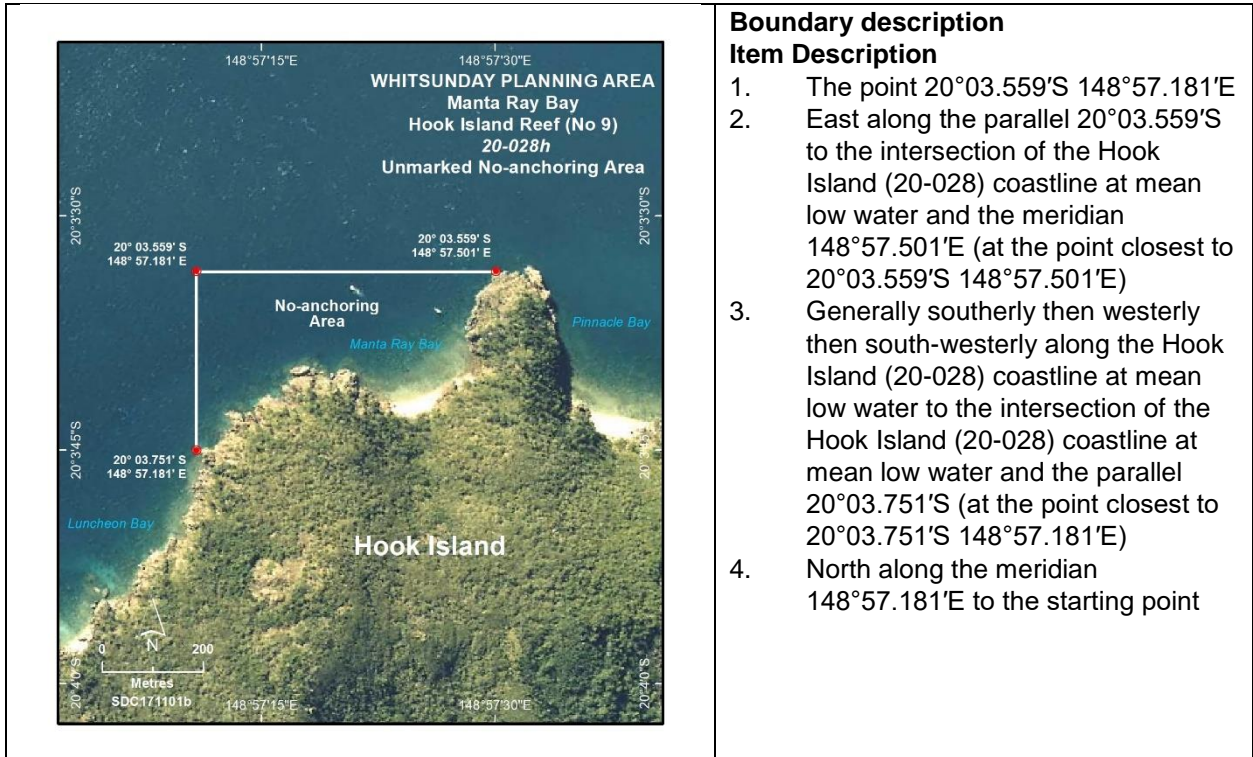 148°57'15"E
148°57'30"E
WHITSUNDAY PLANNING AREA
Manta Ray Bay
Hook Island Reef (No 9)
20-028h
Unmarked No-anchoring Area
20°3'30"S
20°3'30"S
20° 03.559' S
148° 57.181' E
20° 03.559' S
148° 57.501' E
No-anchoring
Area
Pinnacle Bay
Manta Ray Bay
20°3'45"S
20° 03.751' S
148° 57.181' E
Luncheon Bay
Hook Island
N
0 200
Metres
SDC171101b
20°4'0"S
20°4'0"S
148°57'15"E
148°57'30"E
Boundary description
Item Description
1. The point 20°03.559′S 148°57.181′E
2. East along the parallel 20°03.559′S
to the intersection of the Hook
Island (20-028) coastline at mean
low water and the meridian
148°57.501′E (at the point closest to
20°03.559′S 148°57.501′E)
3. Generally southerly then westerly
then south-westerly along the Hook
Island (20-028) coastline at mean
low water to the intersection of the
Hook Island (20-028) coastline at
mean low water and the parallel
20°03.751′S (at the point closest to
20°03.751′S 148°57.181′E)
4. North along the meridian
148°57.181′E to the starting point